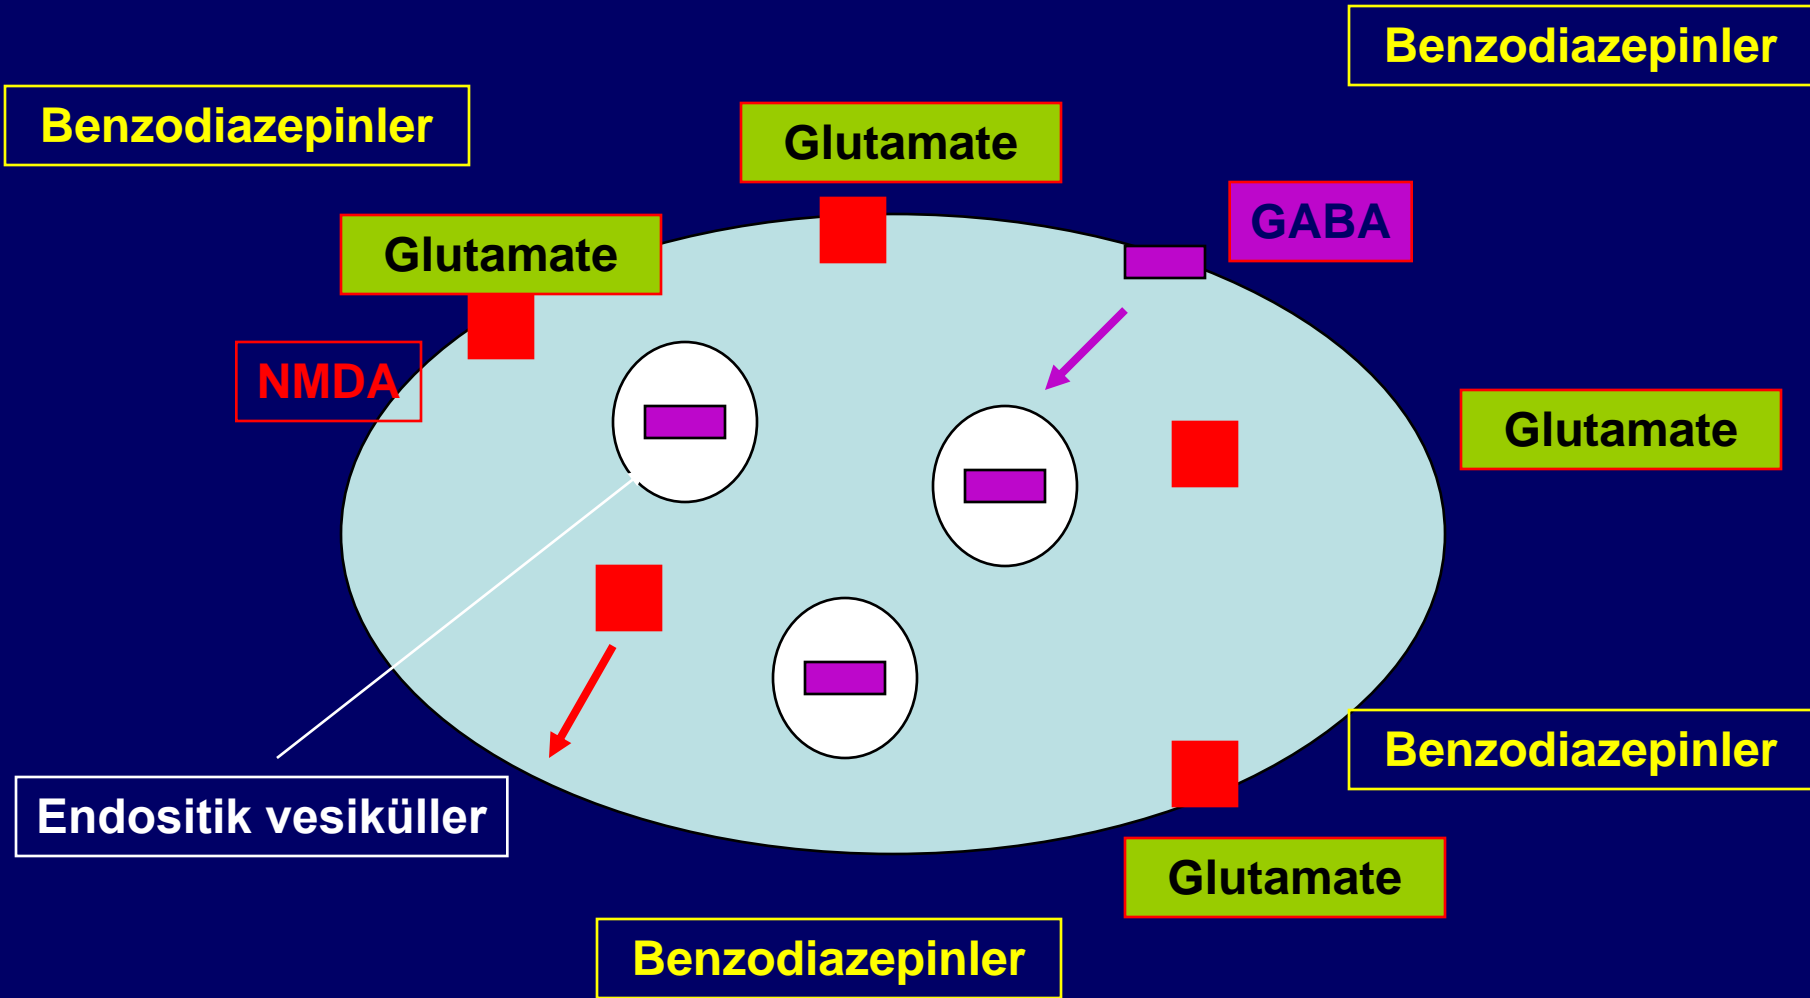 Benzodiazepinler
Benzodiazepinler
Glutamate
GABA
Glutamate
NMDA
Glutamate
Benzodiazepinler
Endositik vesiküller
Glutamate
Benzodiazepinler